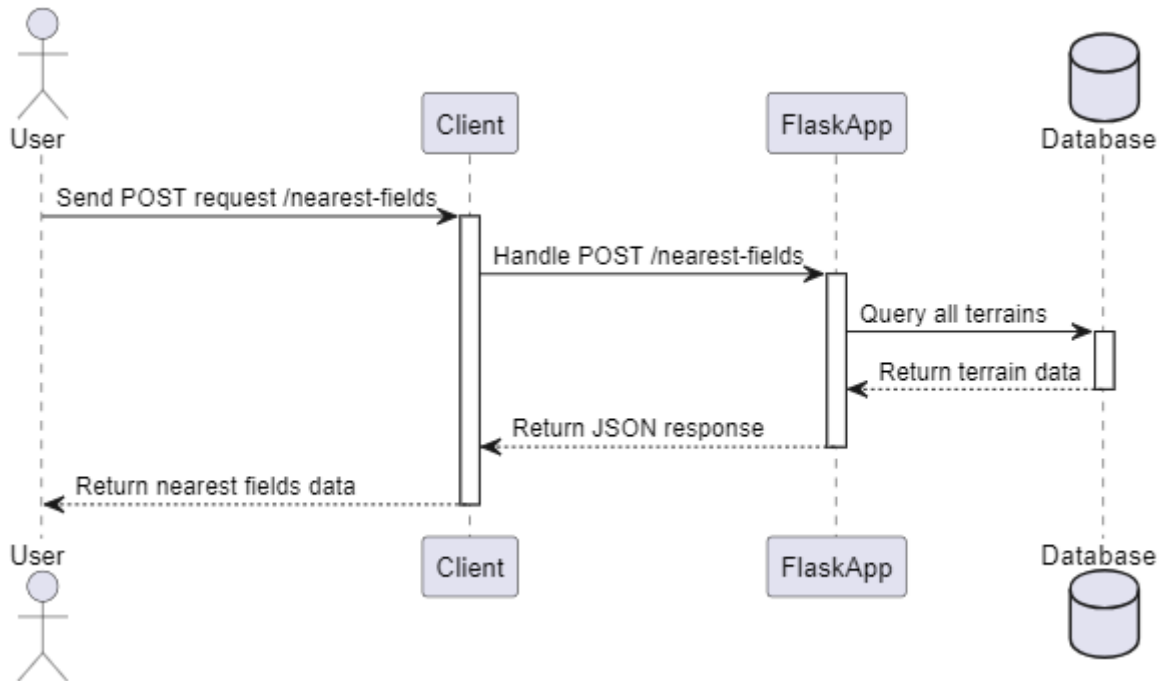 User
Client
FlaskApp
Database
Send POST request /nearest-fields
Handle POST /nearest-fields
Query all terrains
Return terrain data
Return JSON response
Return nearest fields data
User
Client
FlaskApp
Database